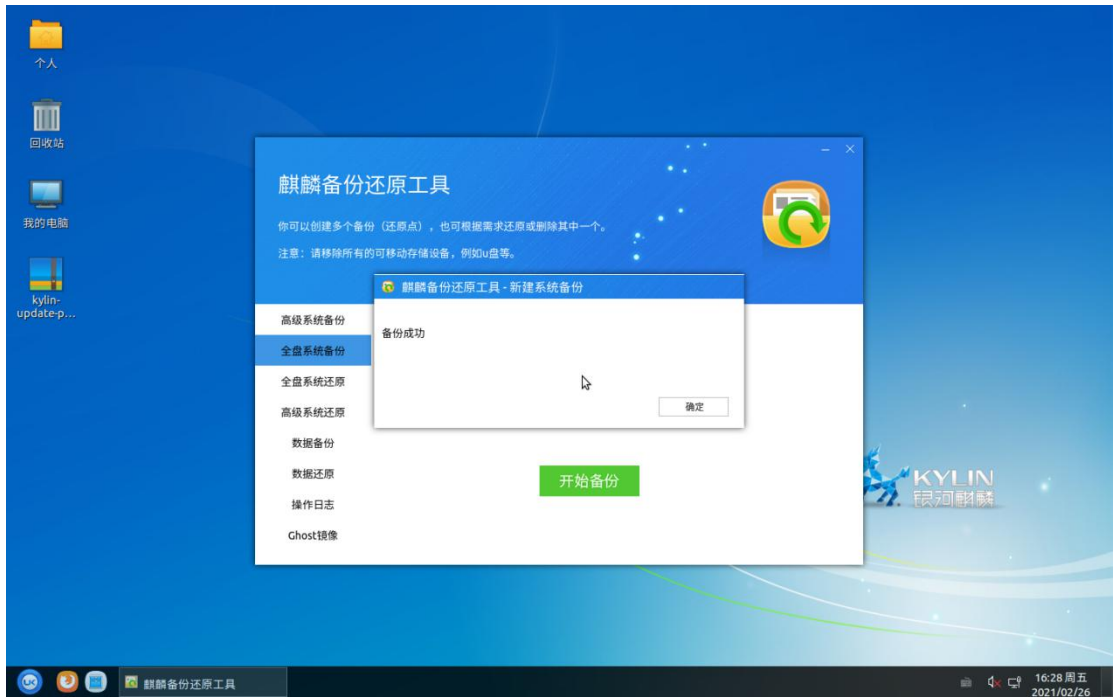 个人
回收站
我的电脑
kylin-
update-p...
麒麟备份还原工具
你可以创建多个备份（还原点），也可根据需求还原或删除其中一个。
注意：请移除所有的可移动存储设备，例如u盘等。
麒麟备份还原工具 - 新建系统备份
备份成功
确定
高级系统备份
全盘系统备份
全盘系统还原
高级系统还原
数据备份
数据还原
操作日志
Ghost镜像
开始备份
KYLIN
银河麒麟
UK
麒麟备份还原工具
16:28 周五
2021/02/26